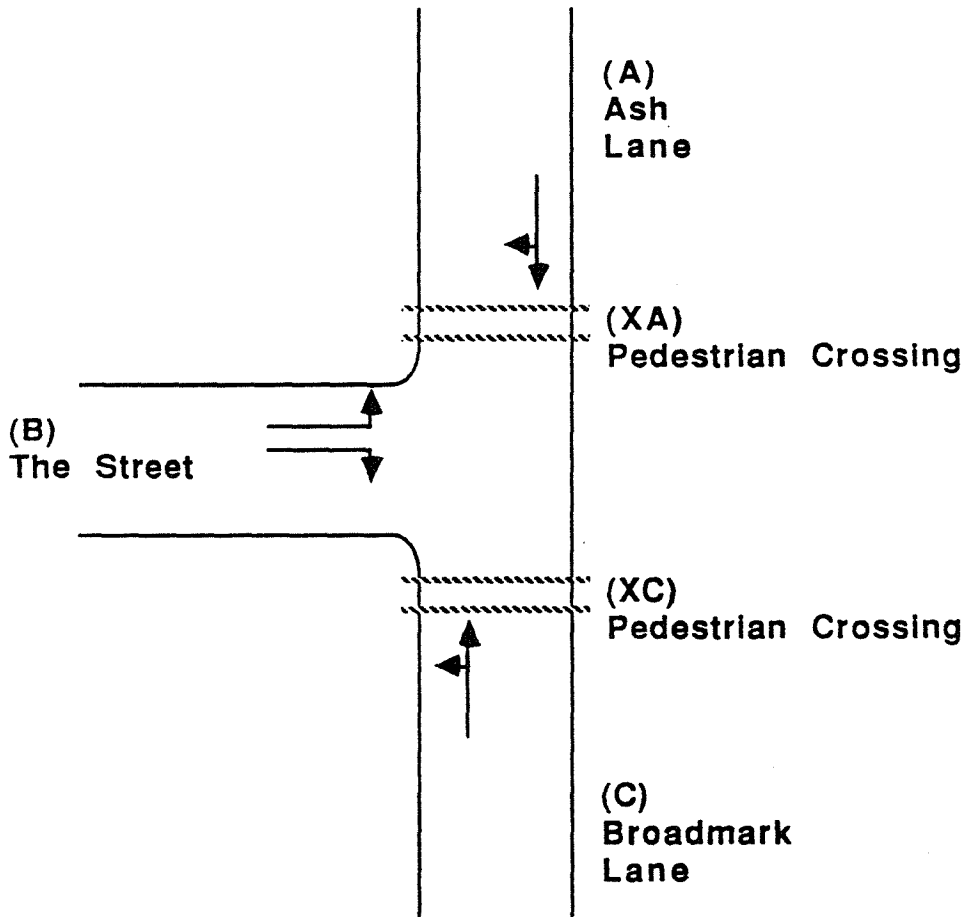 (A)
Ash
Lane
(XA)
Pedestrian Crossing
(B)
The Street
(XC)
Pedestrian Crossing
(C)
Broadmark
Lane